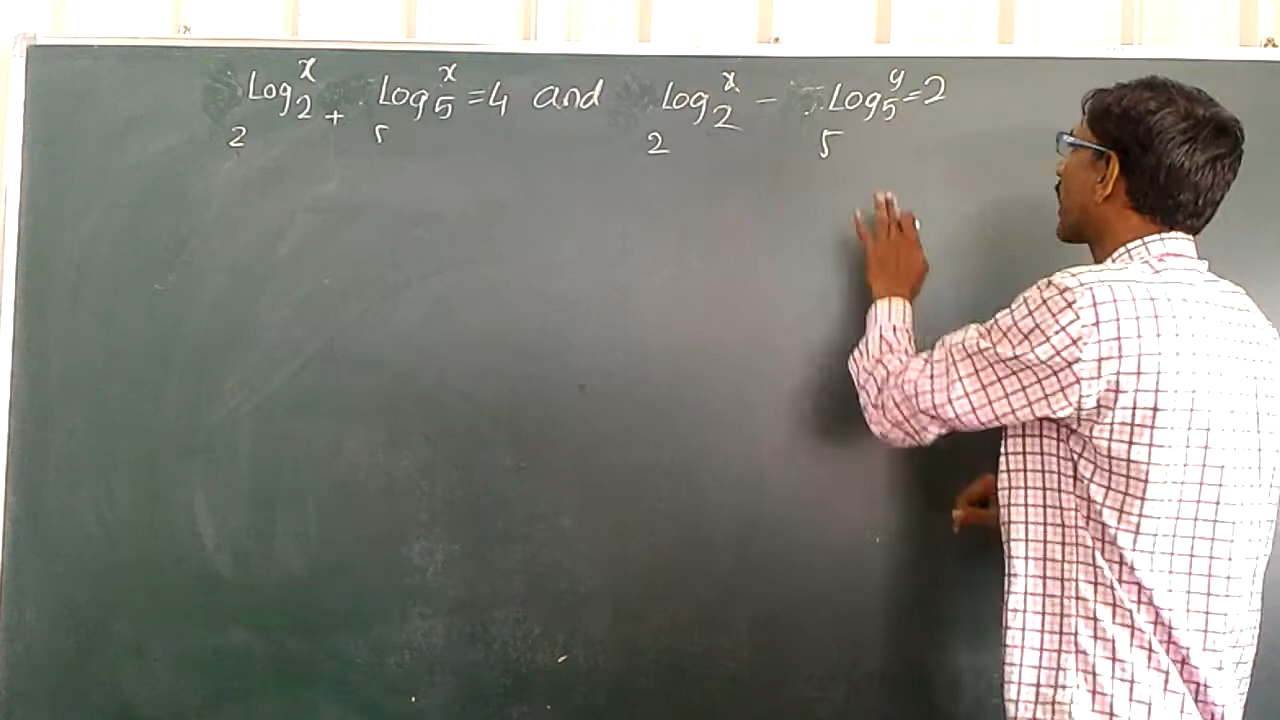 2^{Log_2 x} + 5^{Log_5 x} = 4 and 2^{log_2 x} - 5^{Log_5 y} = 2